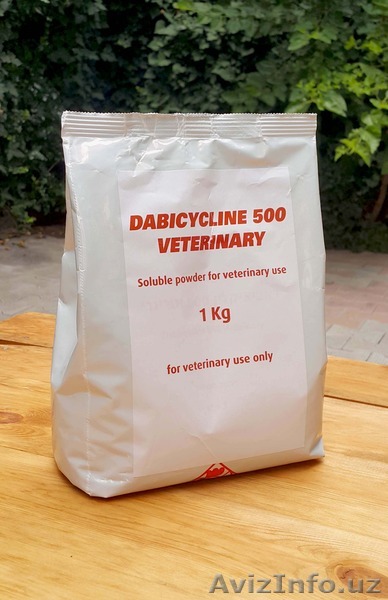 DABICYCLINE 500
VETERINARY
Soluble powder for veterinary use
1 Kg
for veterinary use only
AvizInfo.uz